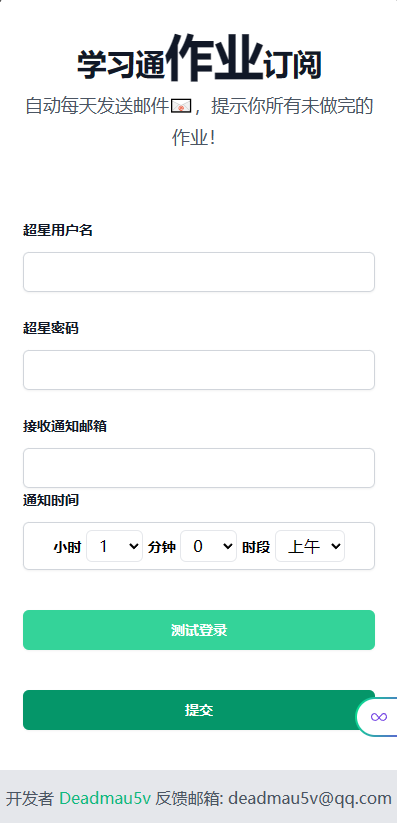 学习通作业订阅
自动每天发送邮件💌，提示你所有未做完的
作业！
超星用户名
超星密码
接收通知邮箱
通知时间
小时 1 分钟 0 时段 上午
测试登录
提交
开发者 Deadmau5v 反馈邮箱: deadmau5v@qq.com